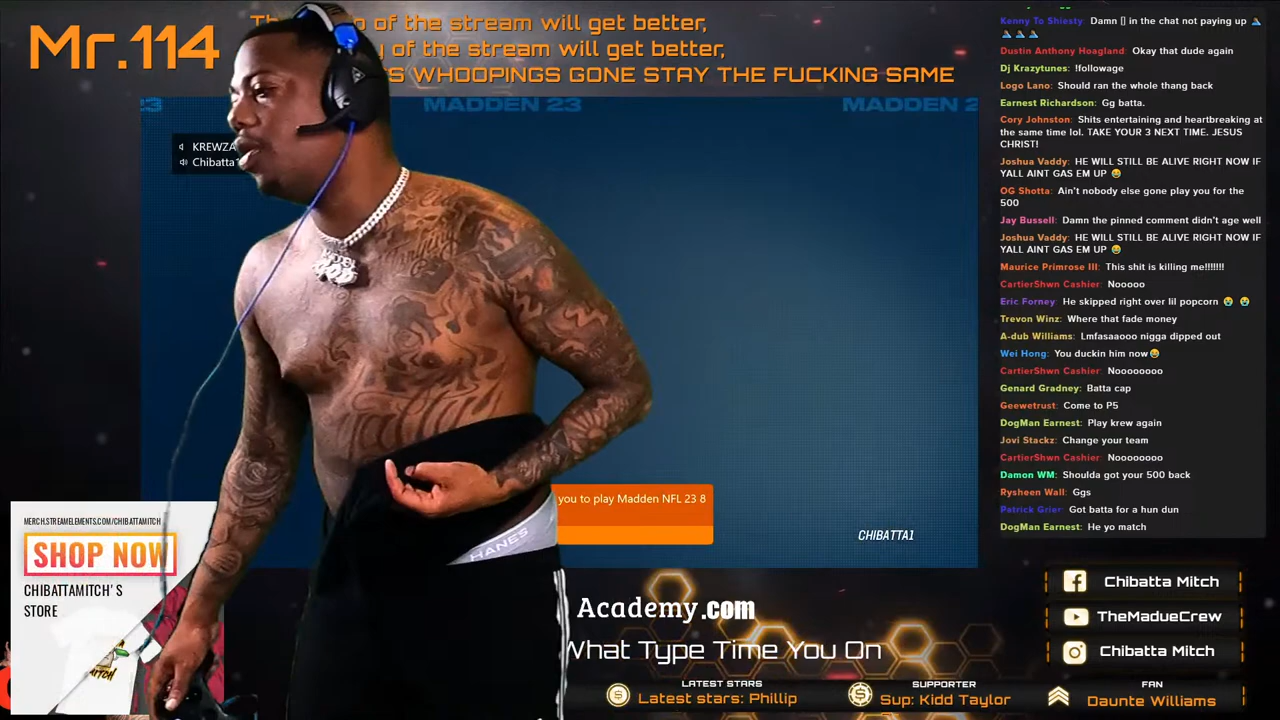 Mr.114
of the stream will get better,
of the stream will get better,
WHOOPINGS GONE STAY THE FUCKING SAME
23
MADDEN 23
MADDEN
Chibatta
you to play Madden NFL 23 8
CHIBATTA1
HANES
MERCH.STREAMELEMENTS.COM/CHIBATTAMITCH
SHOP NOW
CHIBATTAMITCH'S
STORE
Academy.com
What Type Time You On
LATEST STARS
Latest stars: Phillip
SUPPORTER
Sup: Kidd Taylor
FAN
Daunte Williams
Chibatta Mitch
TheMadueCrew
Chibatta Mitch
Kenny To Shiesty: Damn [] in the chat not paying up
Dustin Anthony Hoagland: Okay that dude again
Dj Krazytunes: !followage
Logo Lano: Should ran the whole thang back
Earnest Richardson: Gg batta.
Cory Johnston: Shits entertaining and heartbreaking at
the same time lol. TAKE YOUR 3 NEXT TIME. JESUS
CHRIST!
Joshua Vaddy: HE WILL STILL BE ALIVE RIGHT NOW IF
YALL AINT GAS EM UP 😂
OG Shotta: Ain't nobody else gone play you for the
500
Jay Bussell: Damn the pinned comment didn't age well
Joshua Vaddy: HE WILL STILL BE ALIVE RIGHT NOW IF
YALL AINT GAS EM UP 😂
Maurice Primrose III: This shit is killing me!!!!!!!
CartierShwn Cashier: Nooooo
Eric Forney: He skipped right over lil popcorn 😭 😭
Trevon Winz: Where that fade money
A-dub Williams: Lmfasaaooo nigga dipped out
Wei Hong: You duckin him now😂
CartierShwn Cashier: Noooooooo
Genard Gradney: Batta cap
Geewetrust: Come to P5
DogMan Earnest: Play krew again
Jovi Stackz: Change your team
CartierShwn Cashier: Noooooooo
Damon WM: Shoulda got your 500 back
Rysheen Wall: Ggs
Patrick Grier: Got batta for a hun dun
DogMan Earnest: He yo match